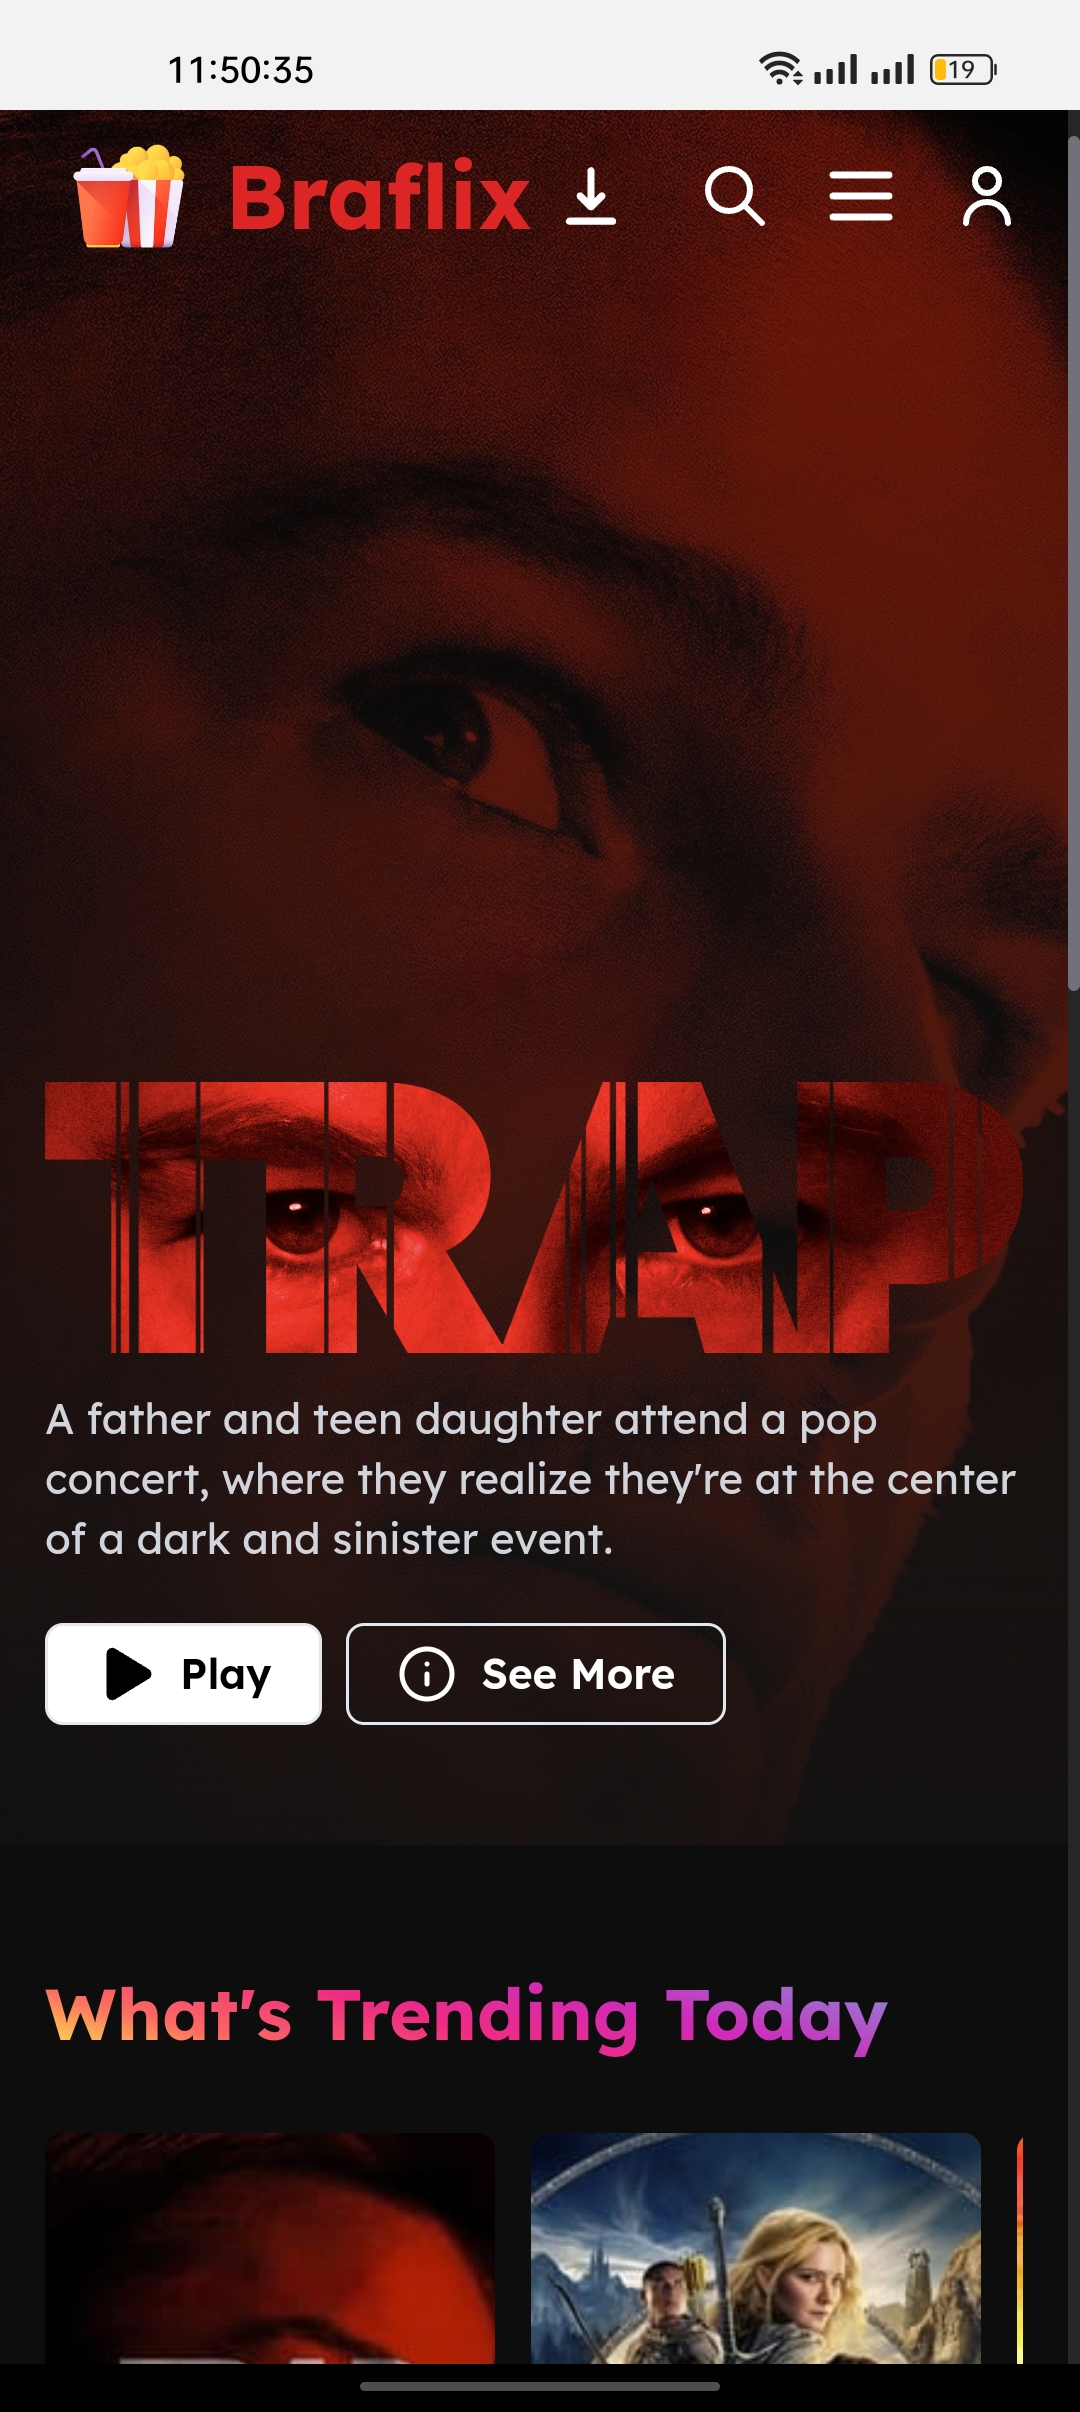 11:50:35
19
Braflix
TRAP
A father and teen daughter attend a pop
concert, where they realize they're at the center
of a dark and sinister event.
Play
See More
What's Trending Today